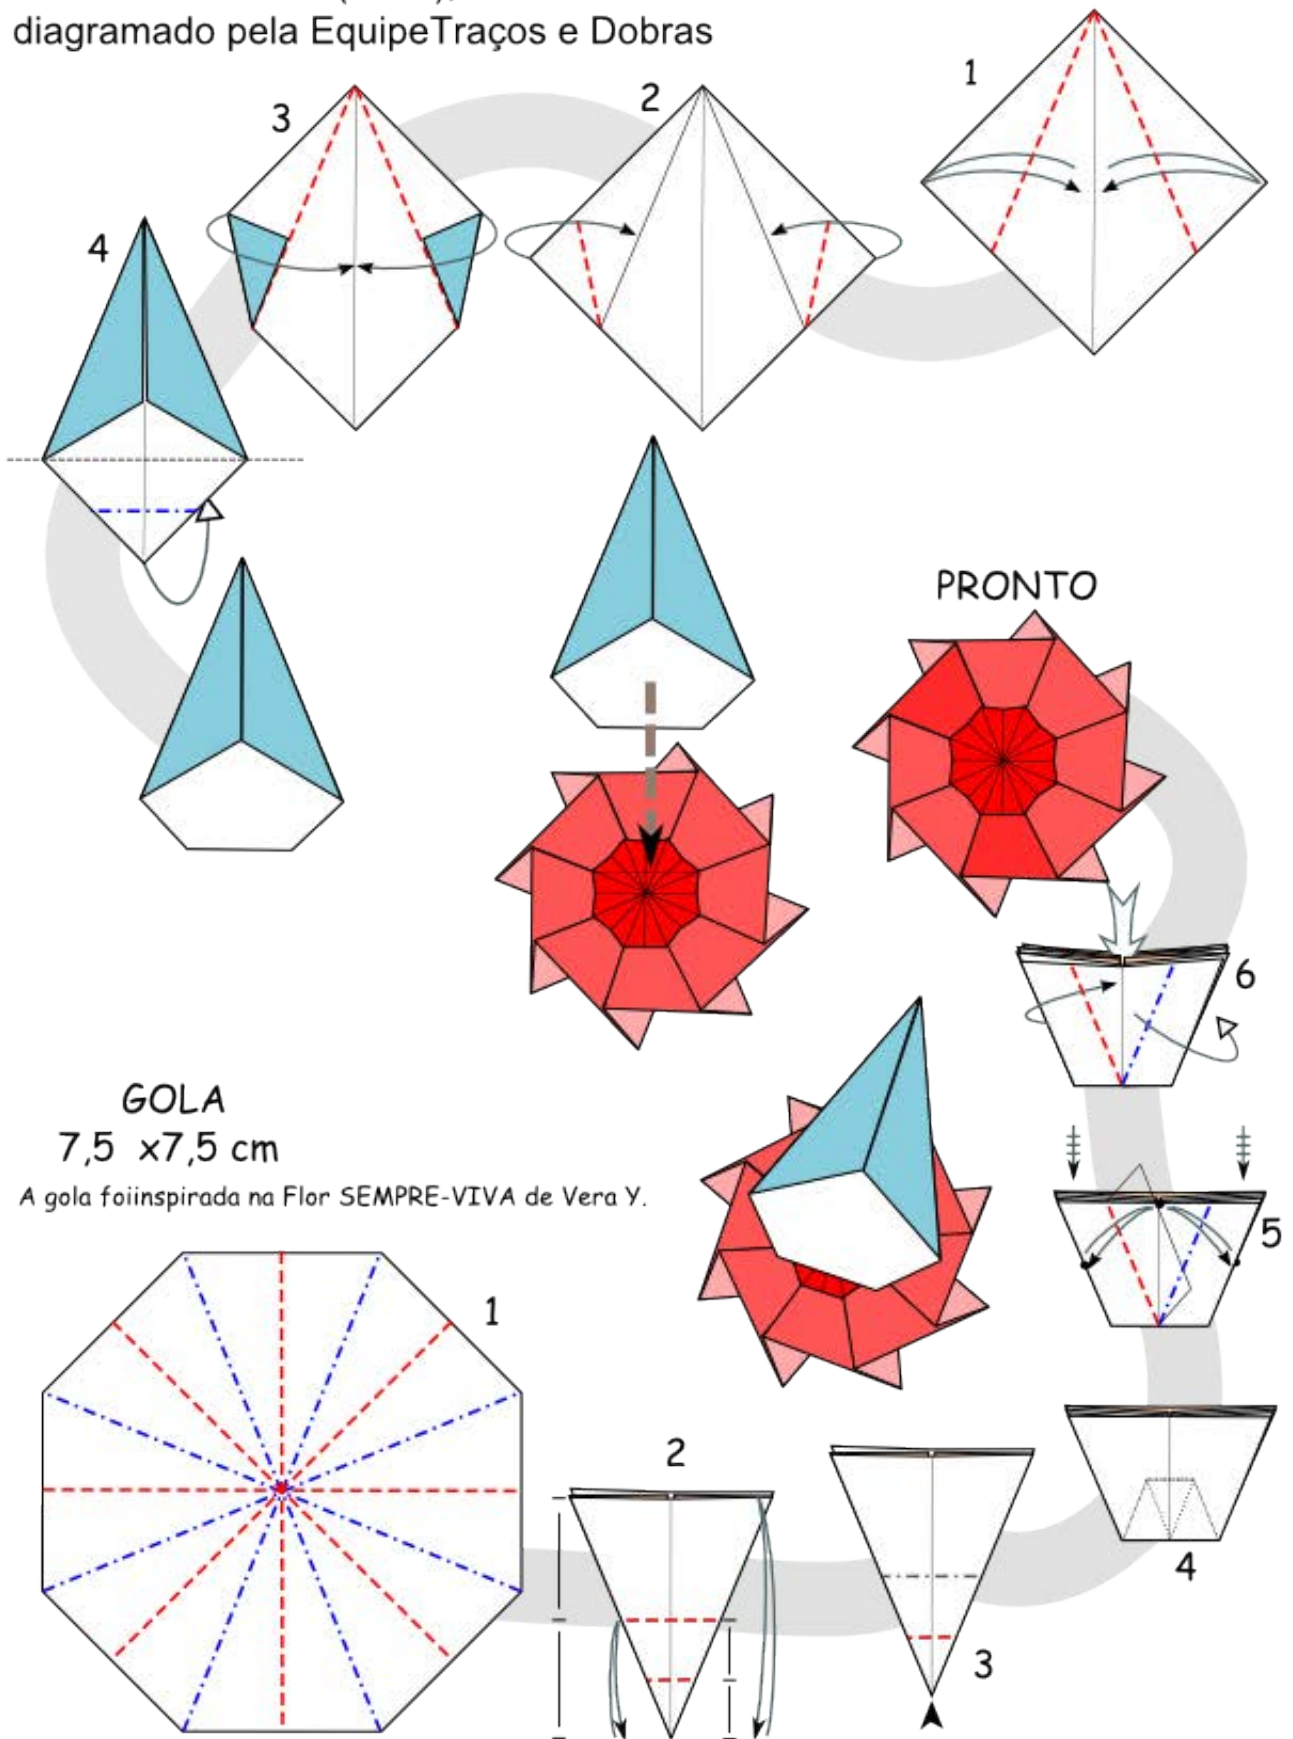 diagramado pela EquipeTraços e Dobras
1
2
3
4
PRONTO
6
GOLA
7,5 x7,5 cm
A gola foiinspirada na Flor SEMPRE-VIVA de Vera Y.
5
1
2
3
4